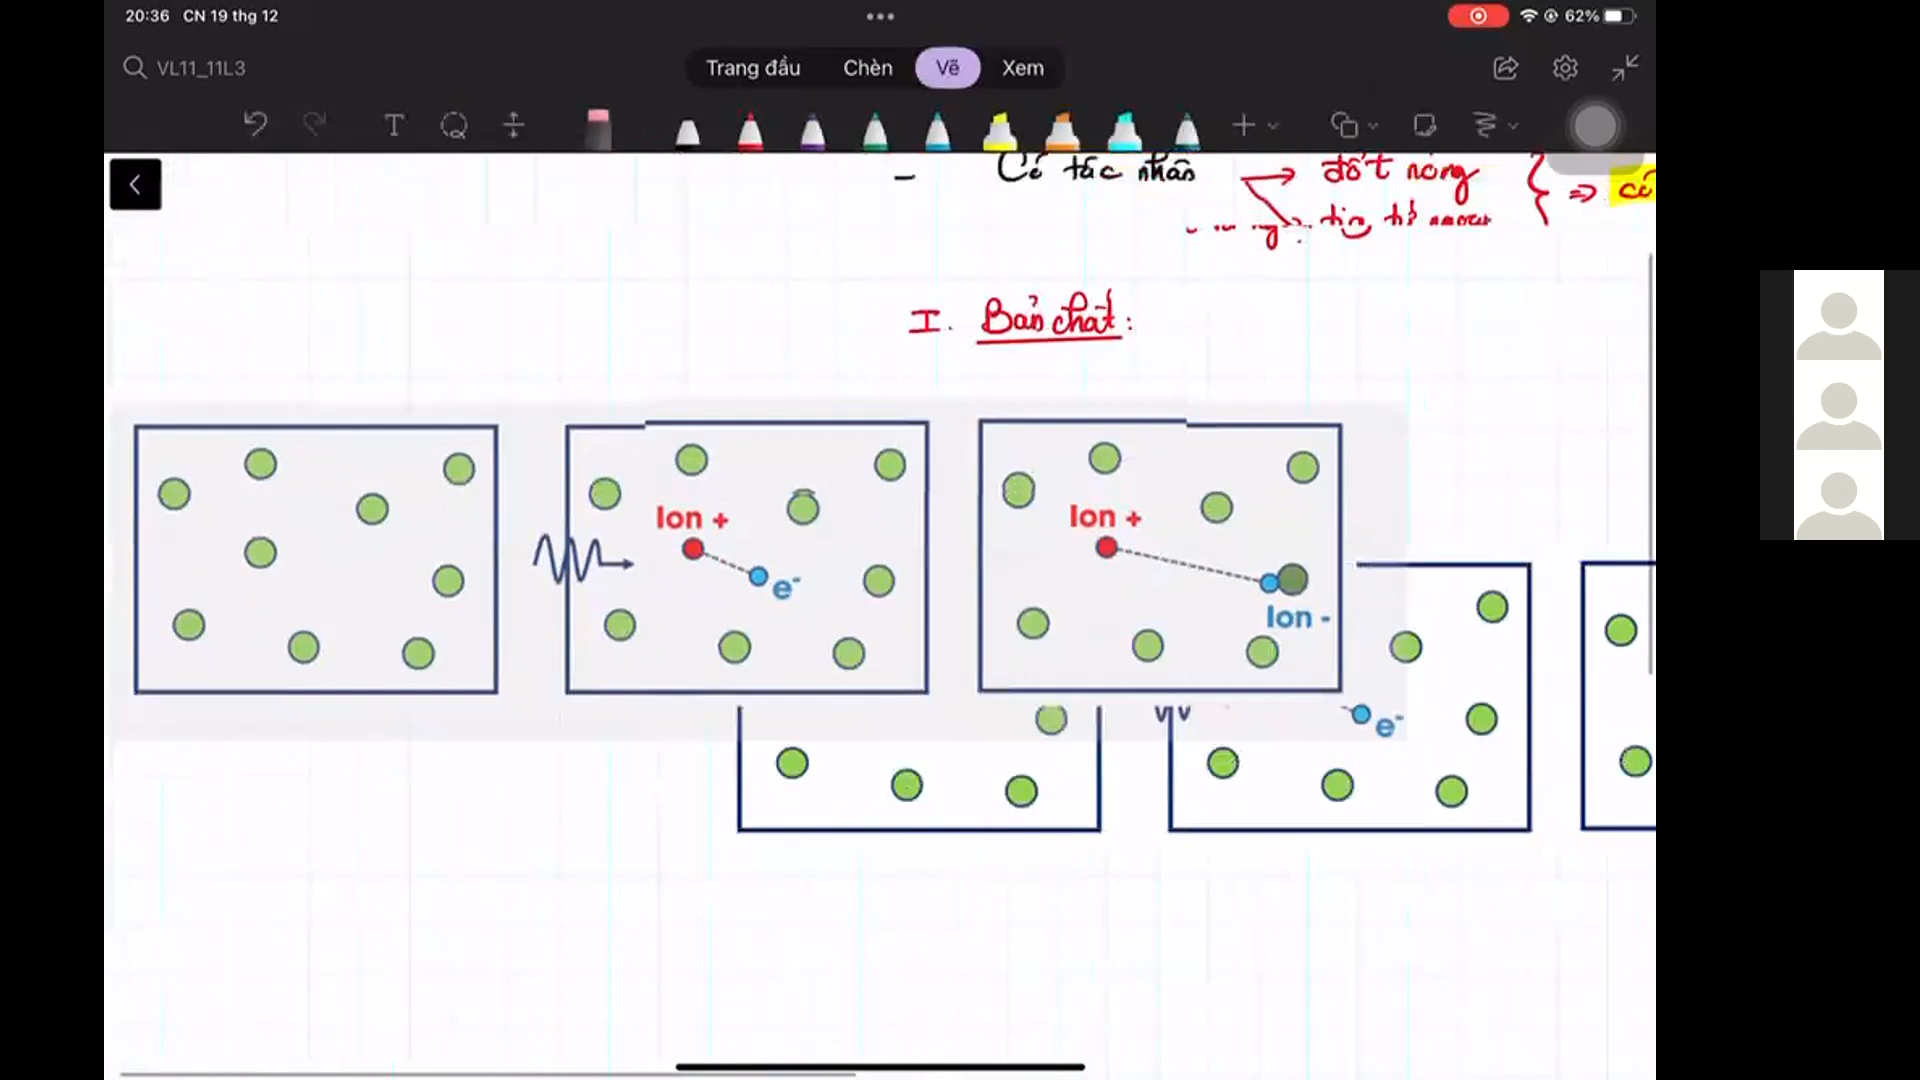 20:36 CN 19 thg 12
62%
VL11_11L3
Trang đầu Chèn Vẽ Xem
T
- Có tác nhân → đốt nóng } ⇒ có
I. Bản chất:
Ion +
e-
Ion +
Ion -
e-